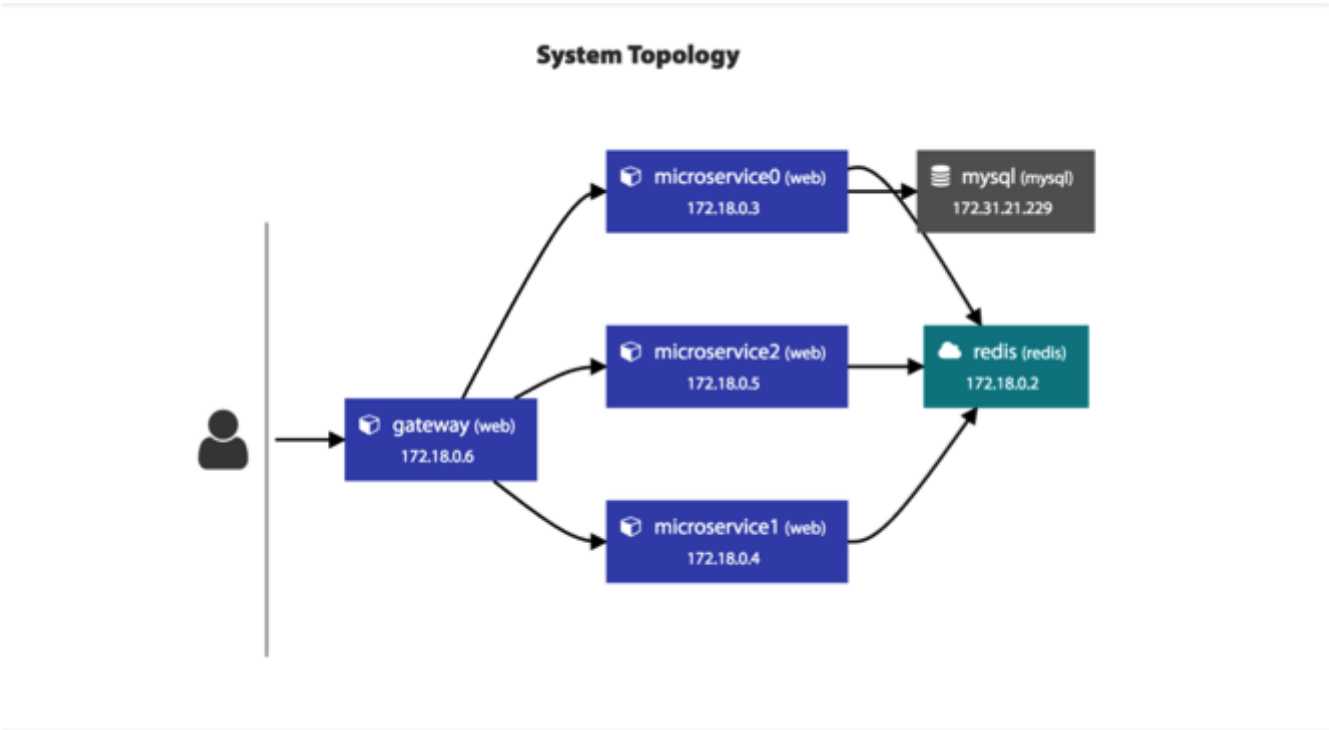 System Topology
microservice0 (web)
172.18.0.3
mysql (mysql)
172.31.21.229
microservice2 (web)
172.18.0.5
redis (redis)
172.18.0.2
gateway (web)
172.18.0.6
microservice1 (web)
172.18.0.4